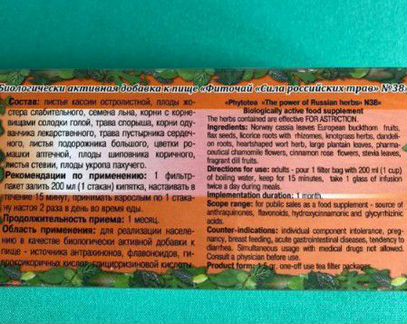 Биологически активная добавка к пище «Фиточай «Сила российских трав» №38»
Состав: листья кассии остролистной, плоды жо-
стера слабительного, семена льна, корни с корне-
вищами солодки голой, трава спорыша, корни оду-
ванчика лекарственного, трава пустырника сердеч-
ного, листья подорожника большого, цветки ро-
машки аптечной, плоды шиповника коричного,
листья стевии, плоды укропа пахучего.
Рекомендации по применению: 1 фильтр-
пакет залить 200 мл (1 стакан) кипятка, настаивать в
течение 15 минут, принимать взрослым по 1 стака-
ну настоя 2 раза в день во время еды.
Продолжительность приема: 1 месяц.
Область применения: для реализации населе-
нию в качестве биологически активной добавки к
пище - источника антрахинонов, флавоноидов, ги-
дроксикоричных кислот, глицирризиновой кислоты.
«Phytotea «The power of Russian herbs» N38»
Biologically active food supplement
The herbs contained are effective FOR ASTRICTION.
Ingredients: Norway cassia leaves European buckthorn fruits,
flax seeds, licorice roots with rhizomes, knotgrass herbs, dandeli-
on roots, heartshaped wort herb, large plantain leaves, pharma-
ceutical chamomile flowers, cinnamon rose flowers, stevia leaves,
fragrant dill fruits.
Directions for use: adults - pour 1 filter bag with 200 ml (1 cup)
of boiling water, keep for 15 minutes, take 1 glass of infusion
twice a day during meals.
Implementation duration: 1 month.
Scope range: for public sales as a food supplement - source of
anthraquinones, flavonoids, hydroxycinnamonic and glycyrrhizinic
acids.
Counter-indications: individual component intolerance, preg-
nancy, breast feeding, acute gastrointestinal diseases, tendency to
diarrhea. Simultaneous usage with medical drugs not allowed.
Consult a physician before use.
Product form: 1,5 gr. one-off use tea filter packages.